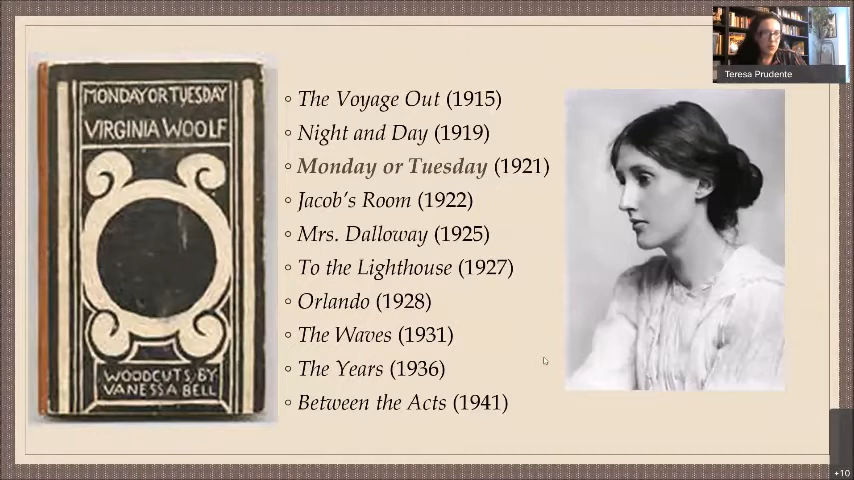 MONDAY OR TUESDAY
VIRGINIA WOOLF
WOODCUTS BY
VANESSA BELL
◦ The Voyage Out (1915)
◦ Night and Day (1919)
◦ Monday or Tuesday (1921)
◦ Jacob’s Room (1922)
◦ Mrs. Dalloway (1925)
◦ To the Lighthouse (1927)
◦ Orlando (1928)
◦ The Waves (1931)
◦ The Years (1936)
◦ Between the Acts (1941)
Teresa Prudente
+10